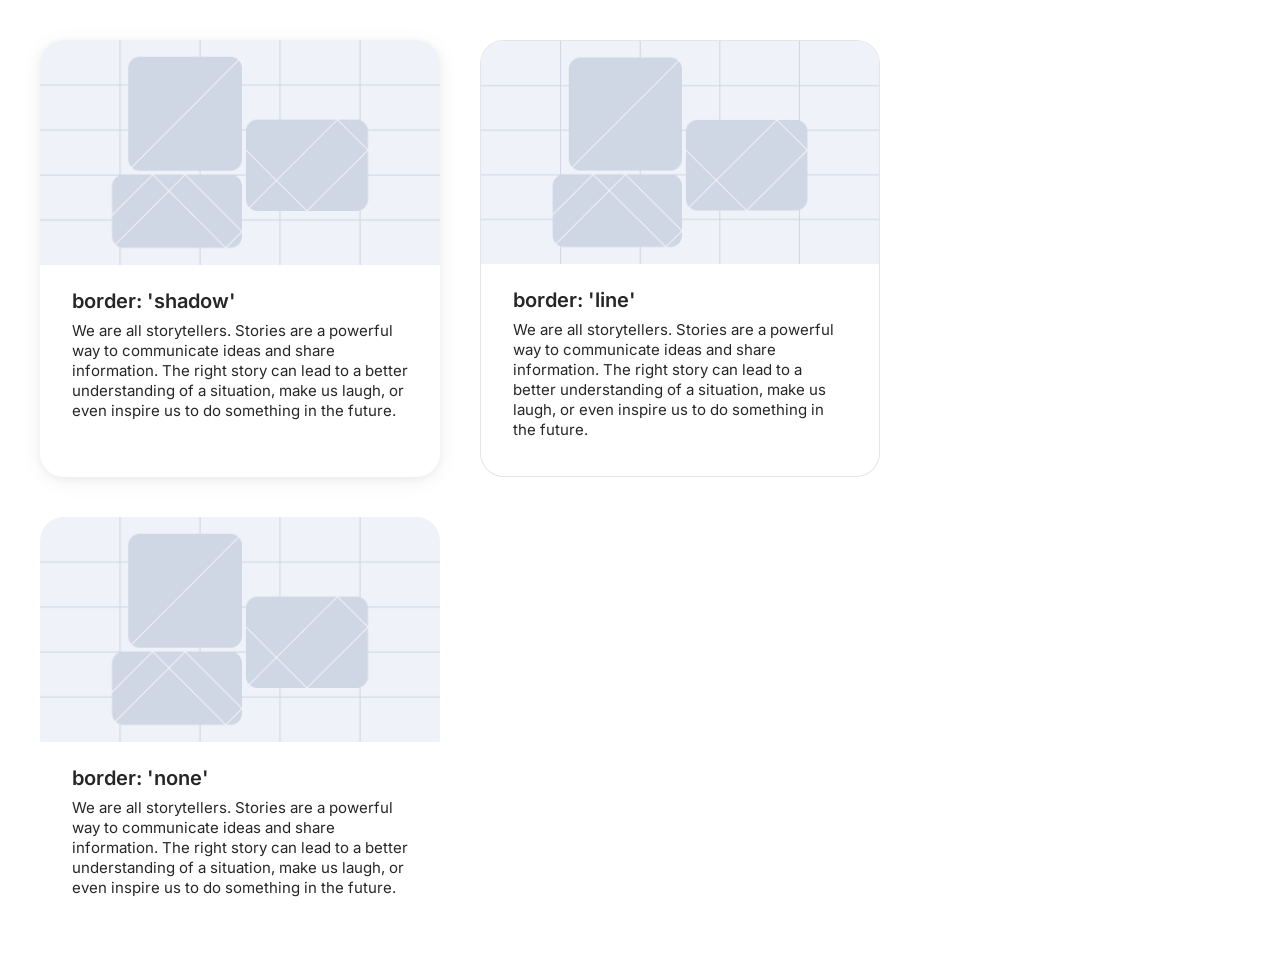 border: 'shadow'
We are all storytellers. Stories are a powerful
way to communicate ideas and share
information. The right story can lead to a better
understanding of a situation, make us laugh, or
even inspire us to do something in the future.
border: 'line'
We are all storytellers. Stories are a powerful
way to communicate ideas and share
information. The right story can lead to a
better understanding of a situation, make us
laugh, or even inspire us to do something in
the future.
border: 'none'
We are all storytellers. Stories are a powerful
way to communicate ideas and share
information. The right story can lead to a better
understanding of a situation, make us laugh, or
even inspire us to do something in the future.